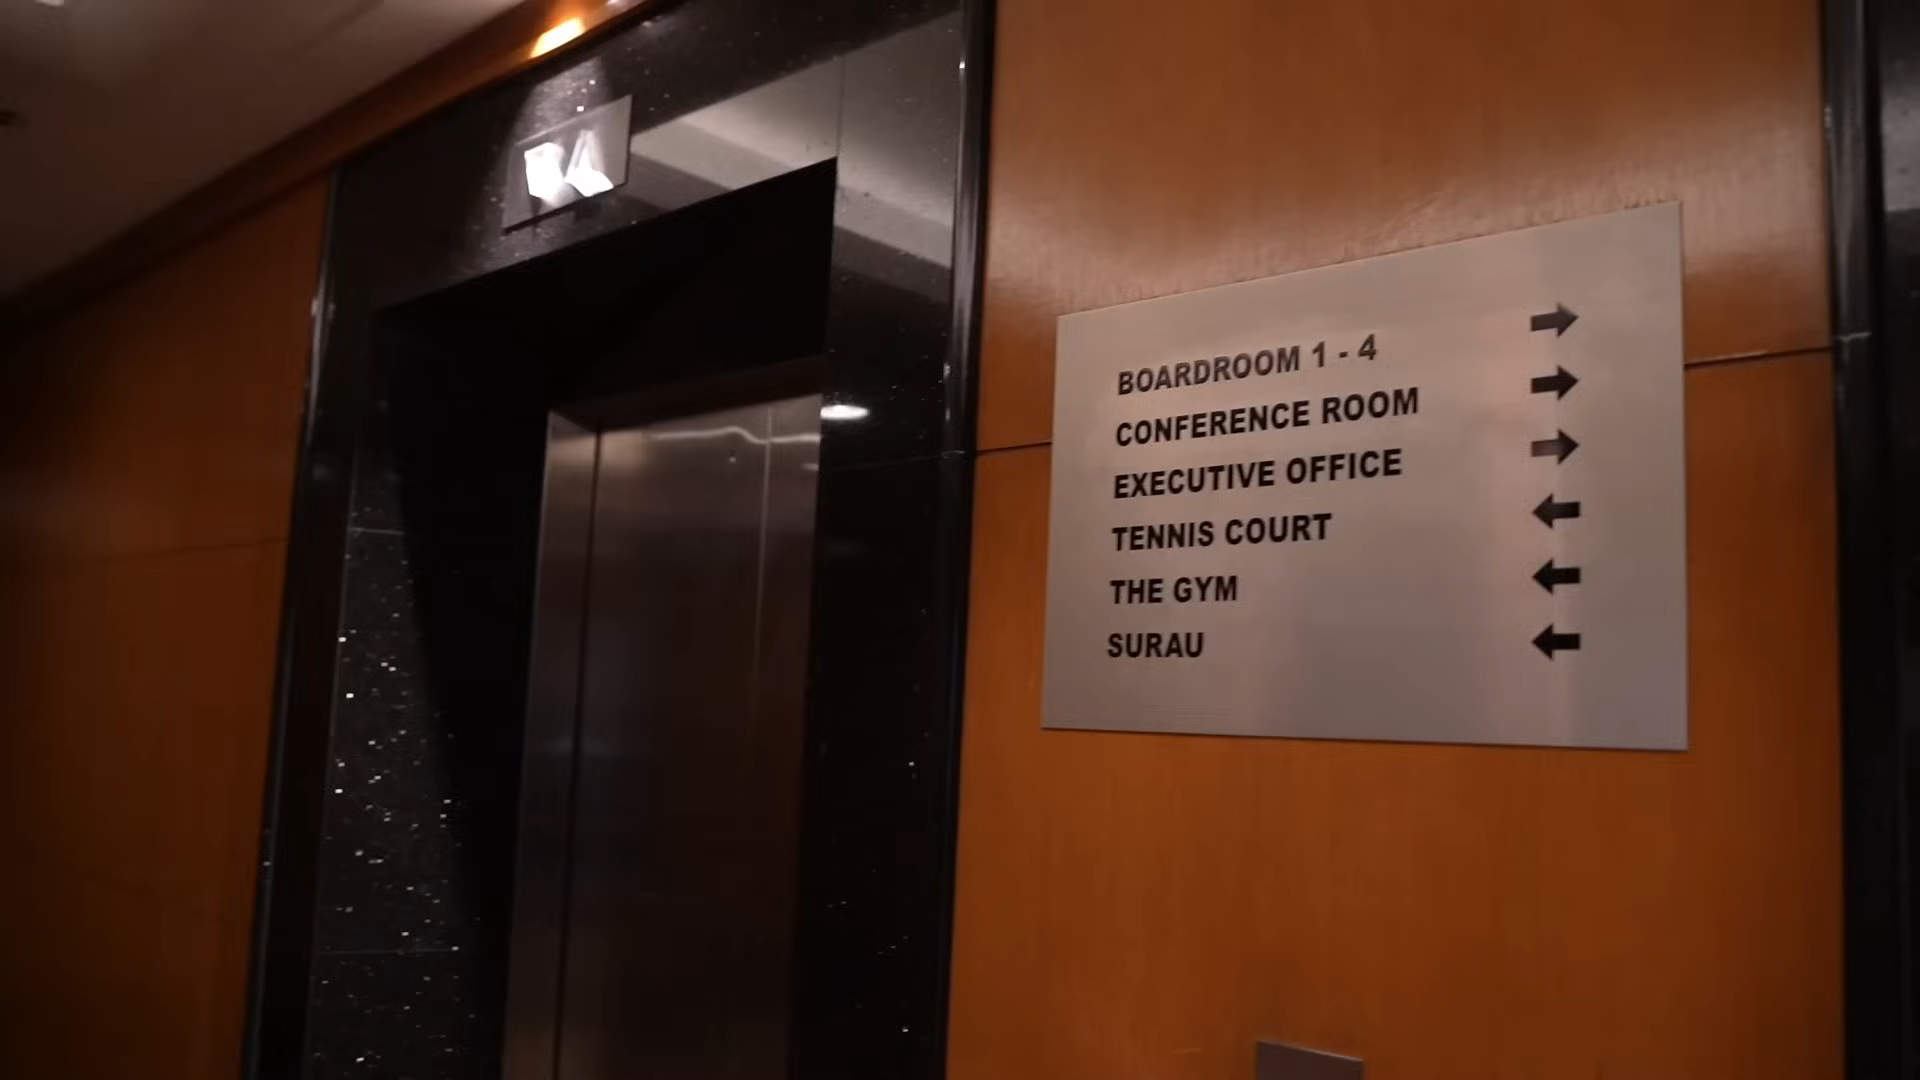 BOARDROOM 1 - 4 →
CONFERENCE ROOM →
EXECUTIVE OFFICE →
TENNIS COURT ←
THE GYM ←
SURAU ←